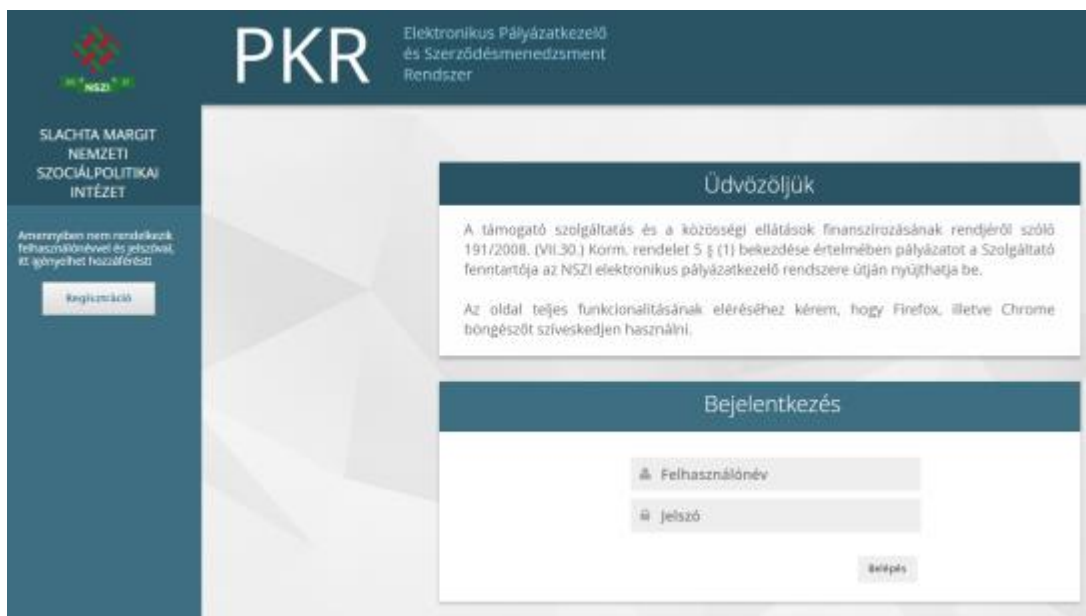 NSZI
SLACHTA MARGIT
NEMZETI
SZOCIÁLPOLITIKAI
INTÉZET
Amennyiben nem rendelkezik
felhasználónévvel és jelszóval,
itt igényelhet hozzáférést!
Regisztráció
PKR
Elektronikus Pályázatkezelő
és Szerződésmenedzsment
Rendszer
Üdvözöljük
A támogató szolgáltatás és a közösségi ellátások finanszírozásának rendjéről szóló
191/2008. (VII.30.) Korm. rendelet 5 § (1) bekezdése értelmében pályázatot a Szolgáltató
fenntartója az NSZI elektronikus pályázatkezelő rendszere útján nyújthatja be.
Az oldal teljes funkcionalitásának eléréséhez kérem, hogy Firefox, illetve Chrome
böngészőt szíveskedjen használni.
Bejelentkezés
Felhasználónév
Jelszó
Belépés